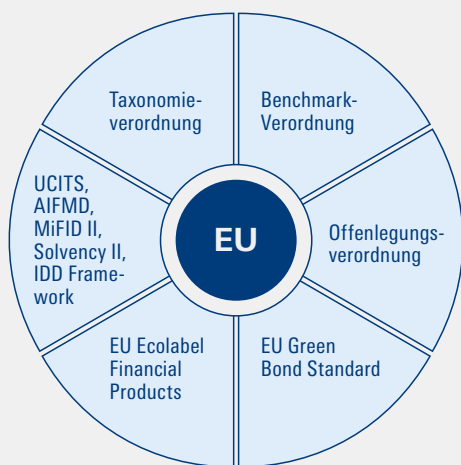 Taxonomie-
verordnung
Benchmark-
Verordnung
UCITS,
AIFMD,
MiFID II,
Solvency II,
IDD Frame-
work
EU
Offenlegungs-
verordnung
EU Ecolabel
Financial
Products
EU Green
Bond Standard